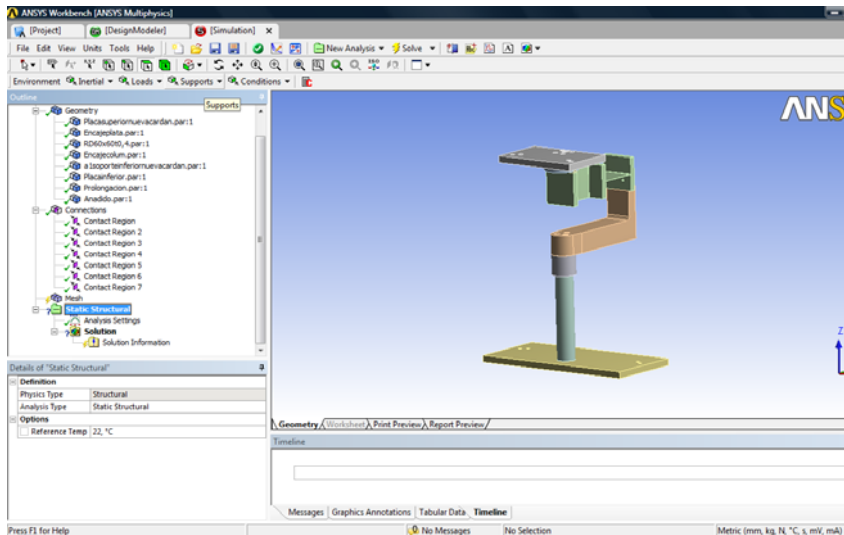 ANSYS Workbench [ANSYS Multiphysics]
[Project] [DesignModeler] [Simulation] x
File Edit View Units Tools Help New Analysis Solve
Environment Inertial Loads Supports Conditions
Outline
Supports
Geometry
Placasuperiornuevacardan.par:1
Encajeplata.par:1
RD60x60t0,4.par:1
Encajecolum.par:1
a1soporteinferiornuevacardan.par:1
Placainferior.par:1
Prolongacion.par:1
Anadido.par:1
Connections
Contact Region
Contact Region 2
Contact Region 3
Contact Region 4
Contact Region 5
Contact Region 6
Contact Region 7
Mesh
Static Structural
Analysis Settings
Solution
Solution Information
Details of "Static Structural"
Definition
Physics Type Structural
Analysis Type Static Structural
Options
Reference Temp 22, °C
ANS
Z
Geometry Worksheet Print Preview Report Preview
Timeline
Messages Graphics Annotations Tabular Data Timeline
Press F1 for Help No Messages No Selection Metric (mm, kg, N, °C, s, mV, mA)